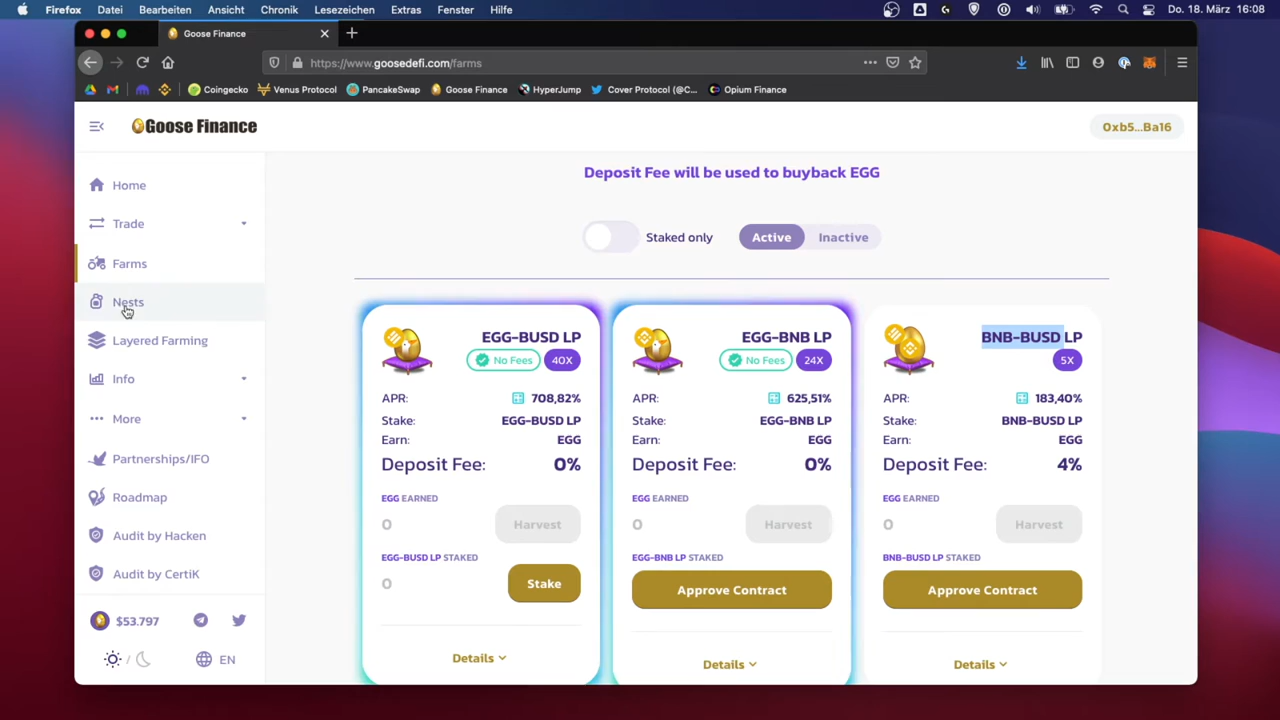 Firefox Datei Bearbeiten Ansicht Chronik Lesezeichen Extras Fenster Hilfe Do. 18. März 16:08
Goose Finance
https://www.goosedefi.com/farms
Coingecko Venus Protocol PancakeSwap Goose Finance HyperJump Cover Protocol (@C... Opium Finance
Goose Finance
0xb5...Ba16
Home
Trade
Farms
Nests
Layered Farming
Info
More
Partnerships/IFO
Roadmap
Audit by Hacken
Audit by CertiK
$53.797
/
EN
Deposit Fee will be used to buyback EGG
Staked only Active Inactive
EGG-BUSD LP
No Fees 40X
APR: 708,82%
Stake: EGG-BUSD LP
Earn: EGG
Deposit Fee: 0%
EGG EARNED
0 Harvest
EGG-BUSD LP STAKED
0 Stake
Details
EGG-BNB LP
No Fees 24X
APR: 625,51%
Stake: EGG-BNB LP
Earn: EGG
Deposit Fee: 0%
EGG EARNED
0 Harvest
EGG-BNB LP STAKED
Approve Contract
Details
BNB-BUSD LP
5X
APR: 183,40%
Stake: BNB-BUSD LP
Earn: EGG
Deposit Fee: 4%
EGG EARNED
0 Harvest
BNB-BUSD LP STAKED
Approve Contract
Details